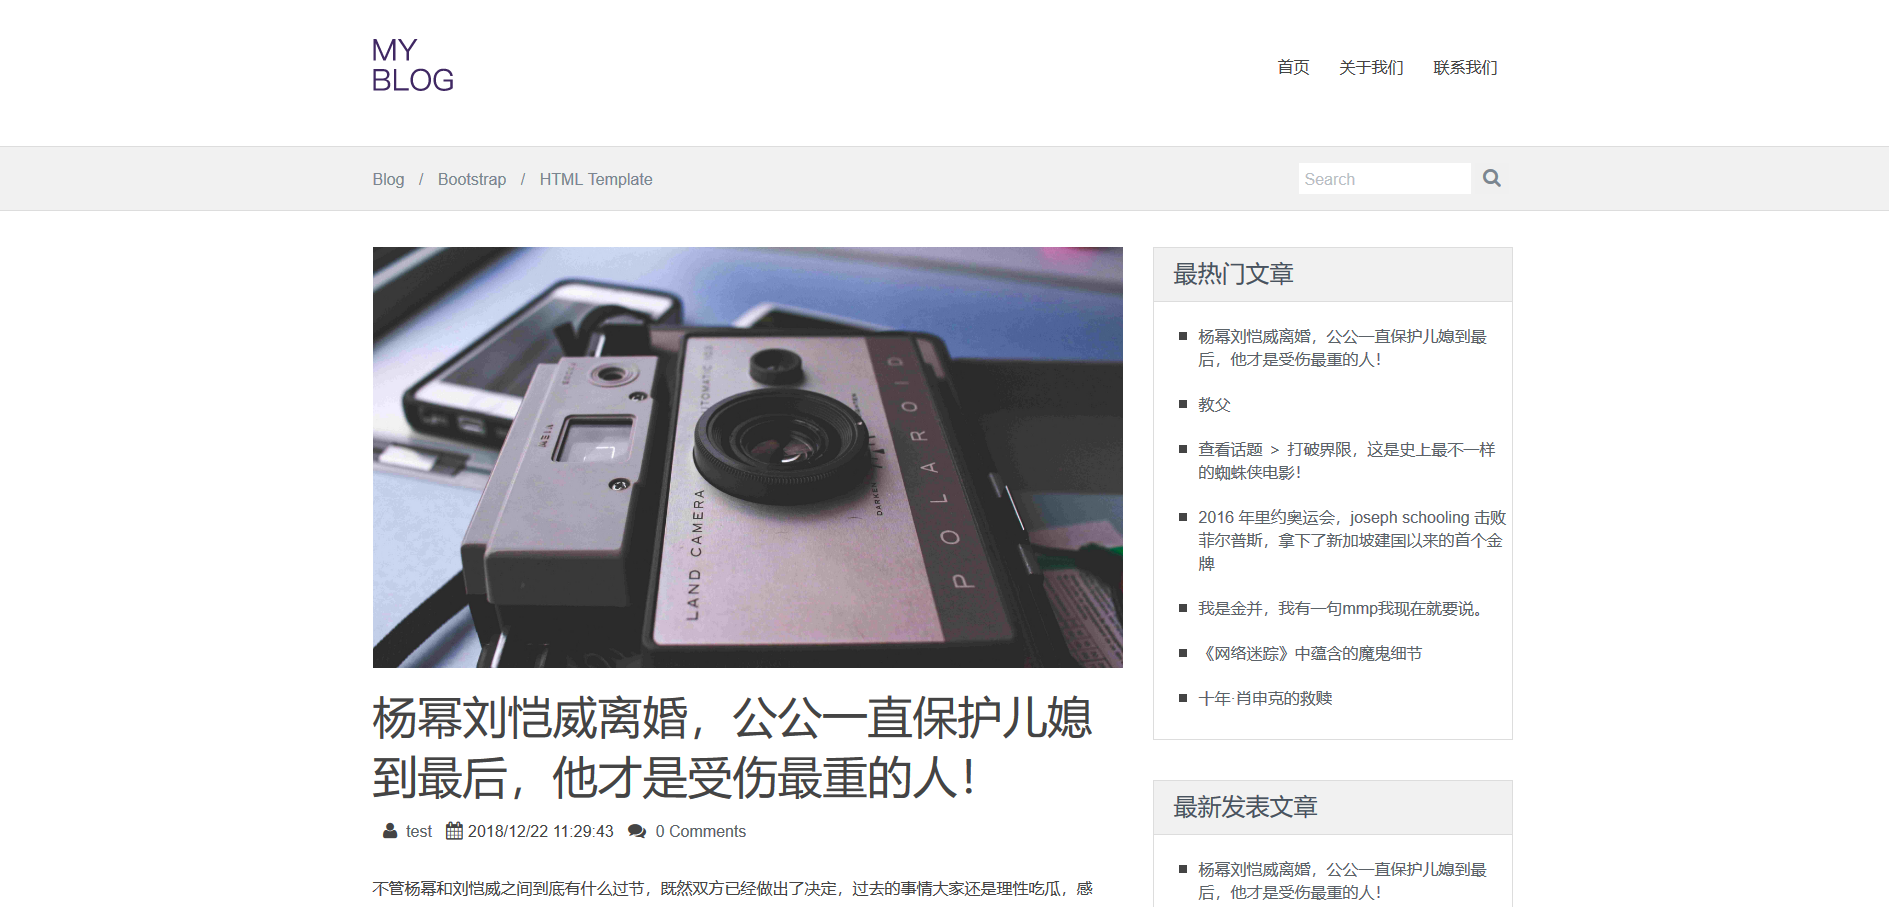 MY
BLOG
首页 关于我们 联系我们
Blog / Bootstrap / HTML Template
Search
LAND CAMERA
AUTOMATIC 103
POLAROID
VIEW
DARKEN
最热门文章
杨幂刘恺威离婚，公公一直保护儿媳到最
后，他才是受伤最重的人！
教父
查看话题 > 打破界限，这是史上最不一样
的蜘蛛侠电影！
2016 年里约奥运会，joseph schooling 击败
菲尔普斯，拿下了新加坡建国以来的首个金
牌
我是金并，我有一句mmp我现在就要说。
《网络迷踪》中蕴含的魔鬼细节
十年·肖申克的救赎
杨幂刘恺威离婚，公公一直保护儿媳
到最后，他才是受伤最重的人！
test 2018/12/22 11:29:43 0 Comments
不管杨幂和刘恺威之间到底有什么过节，既然双方已经做出了决定，过去的事情大家还是理性吃瓜，感
最新发表文章
杨幂刘恺威离婚，公公一直保护儿媳到最
后，他才是受伤最重的人！